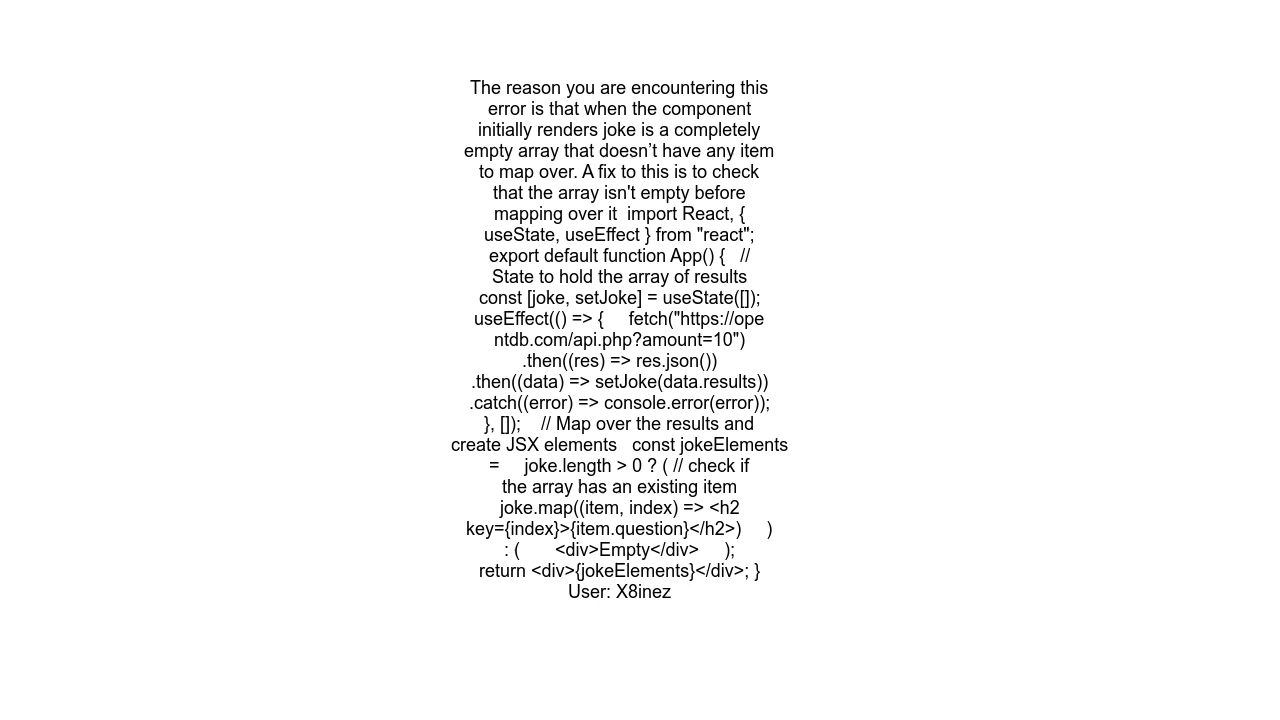 The reason you are encountering this
error is that when the component
initially renders joke is a completely
empty array that doesn’t have any item
to map over. A fix to this is to check
that the array isn't empty before
mapping over it  import React, {
useState, useEffect } from "react";
export default function App() {   //
State to hold the array of results
const [joke, setJoke] = useState([]);
useEffect(() => {     fetch("https://ope
ntdb.com/api.php?amount=10")
.then((res) => res.json())
.then((data) => setJoke(data.results))
.catch((error) => console.error(error));
}, []);    // Map over the results and
create JSX elements   const jokeElements
=     joke.length > 0 ? ( // check if
the array has an existing item
joke.map((item, index) => <h2
key={index}>{item.question}</h2>)     )
: (       <div>Empty</div>     );
return <div>{jokeElements}</div>; }
User: X8inez